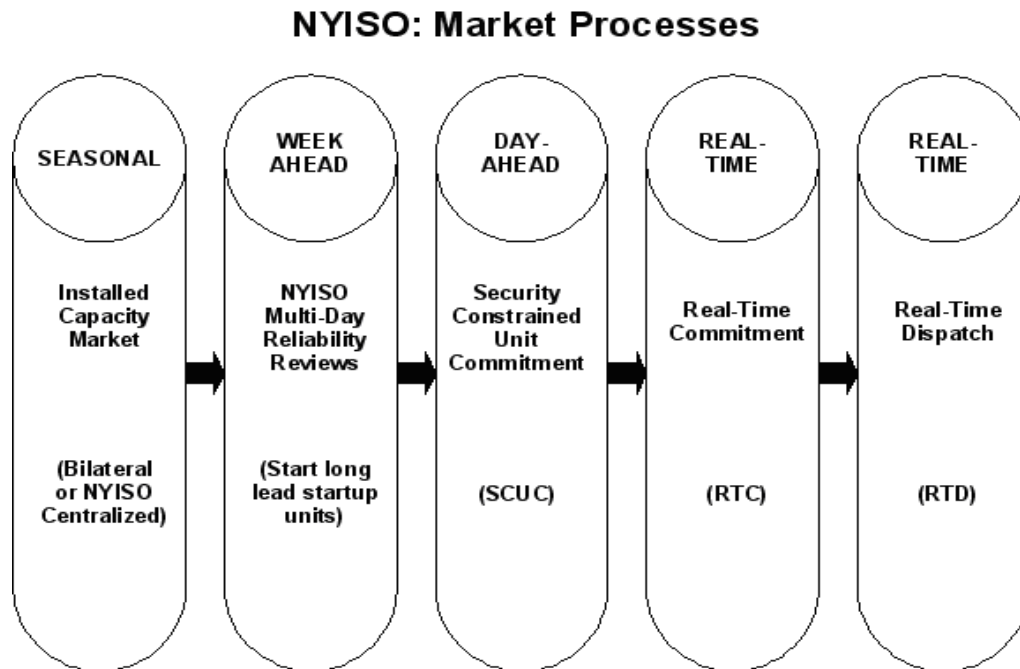 NYISO: Market Processes
SEASONAL
Installed
Capacity
Market
(Bilateral
or NYISO
Centralized)
WEEK
AHEAD
NYISO
Multi-Day
Reliability
Reviews
(Start long
lead startup
units)
DAY-
AHEAD
Security
Constrained
Unit
Commitment
(SCUC)
REAL-
TIME
Real-Time
Commitment
(RTC)
REAL-
TIME
Real-Time
Dispatch
(RTD)